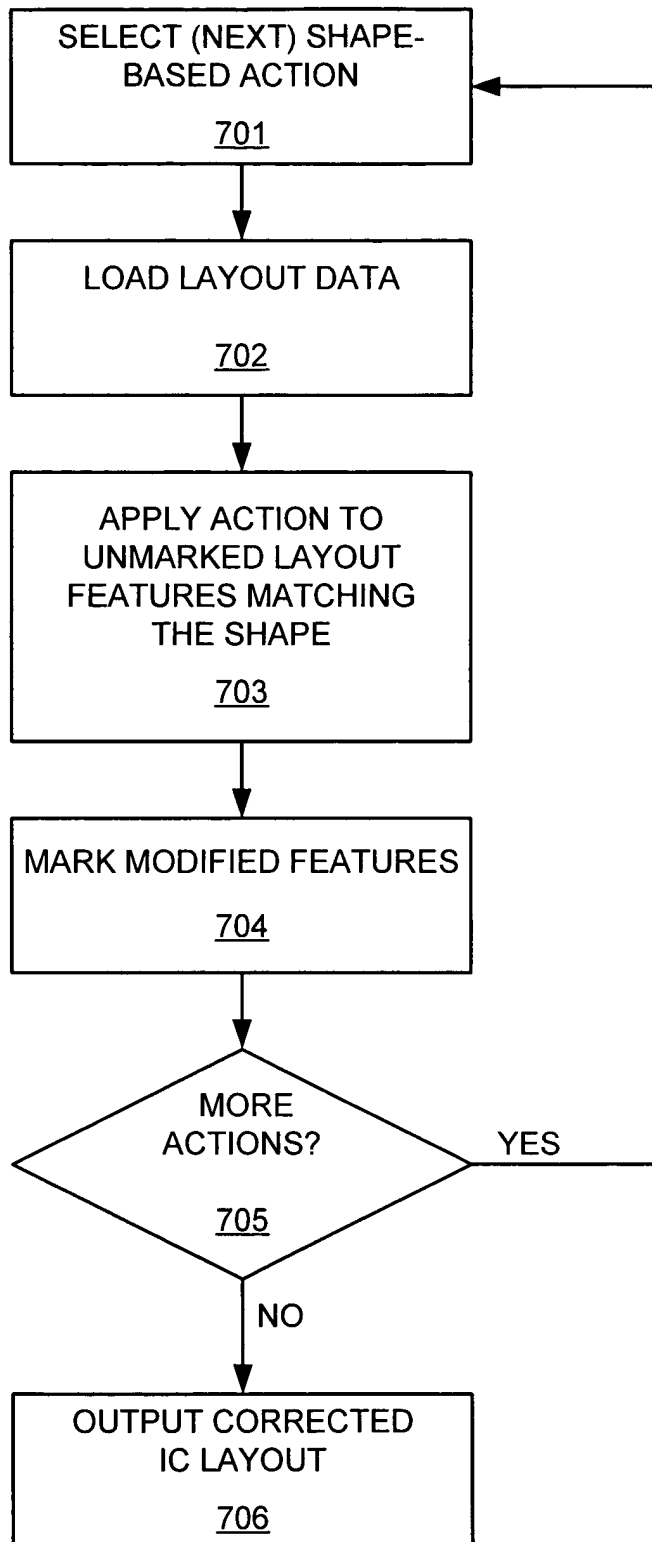 SELECT (NEXT) SHAPE-
BASED ACTION
701
LOAD LAYOUT DATA
702
APPLY ACTION TO
UNMARKED LAYOUT
FEATURES MATCHING
THE SHAPE
703
MARK MODIFIED FEATURES
704
MORE
ACTIONS?
YES
705
NO
OUTPUT CORRECTED
IC LAYOUT
706